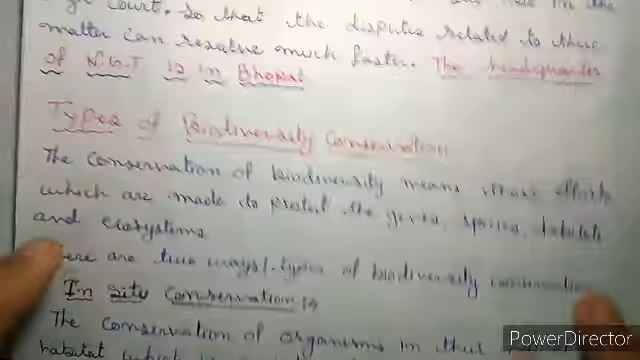 Court. So that the disputes related to there
matter can resolve much faster. The headquarter
of N.G.T is in Bhopal
Types of Biodiversity Conservation
The conservation of biodiversity means those efforts
which are made to protect the genes, species, habitats
and ecosystems
There are two ways/types of biodiversity conservation
In situ Conservation :→
The conservation of organisms in their
habitat which
PowerDirector